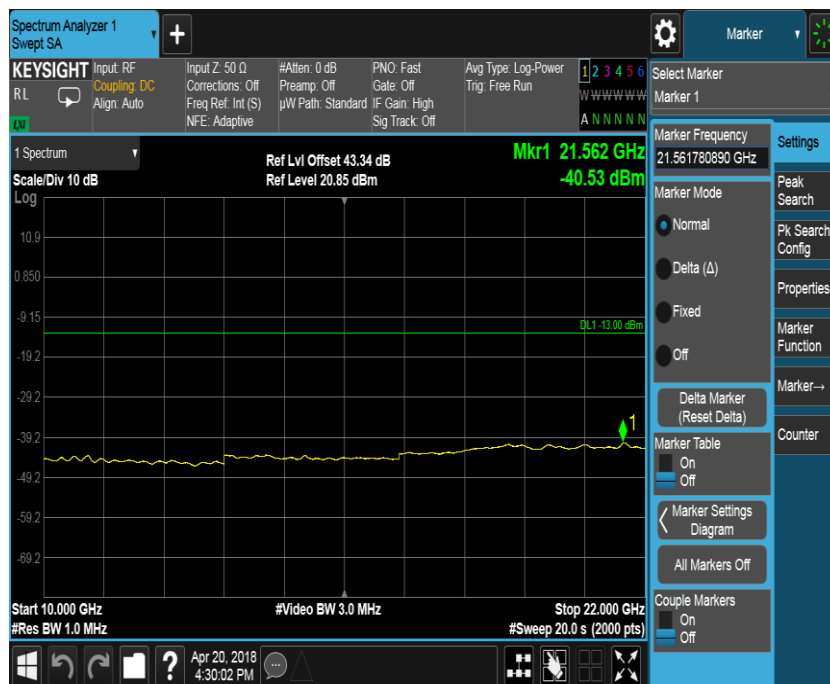 Spectrum Analyzer 1
Swept SA
+
Marker
KEYSIGHT
RL
LXI
Input: RF
Coupling: DC
Align: Auto
Input Z: 50 Ω
Corrections: Off
Freq Ref: Int (S)
NFE: Adaptive
#Atten: 0 dB
Preamp: Off
µW Path: Standard
PNO: Fast
Gate: Off
IF Gain: High
Sig Track: Off
Avg Type: Log-Power
Trig: Free Run
1 2 3 4 5 6
W W W W W W
A N N N N N
Select Marker
Marker 1
1 Spectrum
Scale/Div 10 dB
Ref Lvl Offset 43.34 dB
Ref Level 20.85 dBm
Mkr1 21.562 GHz
-40.53 dBm
Log
10.9
0.850
-9.15
-19.2
-29.2
-39.2
-49.2
-59.2
-69.2
DL1 -13.00 dBm
1
Start 10.000 GHz
#Res BW 1.0 MHz
#Video BW 3.0 MHz
Stop 22.000 GHz
#Sweep 20.0 s (2000 pts)
Marker Frequency
21.561780890 GHz
Marker Mode
Normal
Delta (Δ)
Fixed
Off
Delta Marker
(Reset Delta)
Marker Table
On
Off
Marker Settings
Diagram
All Markers Off
Couple Markers
On
Off
Settings
Peak
Search
Pk Search
Config
Properties
Marker
Function
Marker→
Counter
?
Apr 20, 2018
4:30:02 PM